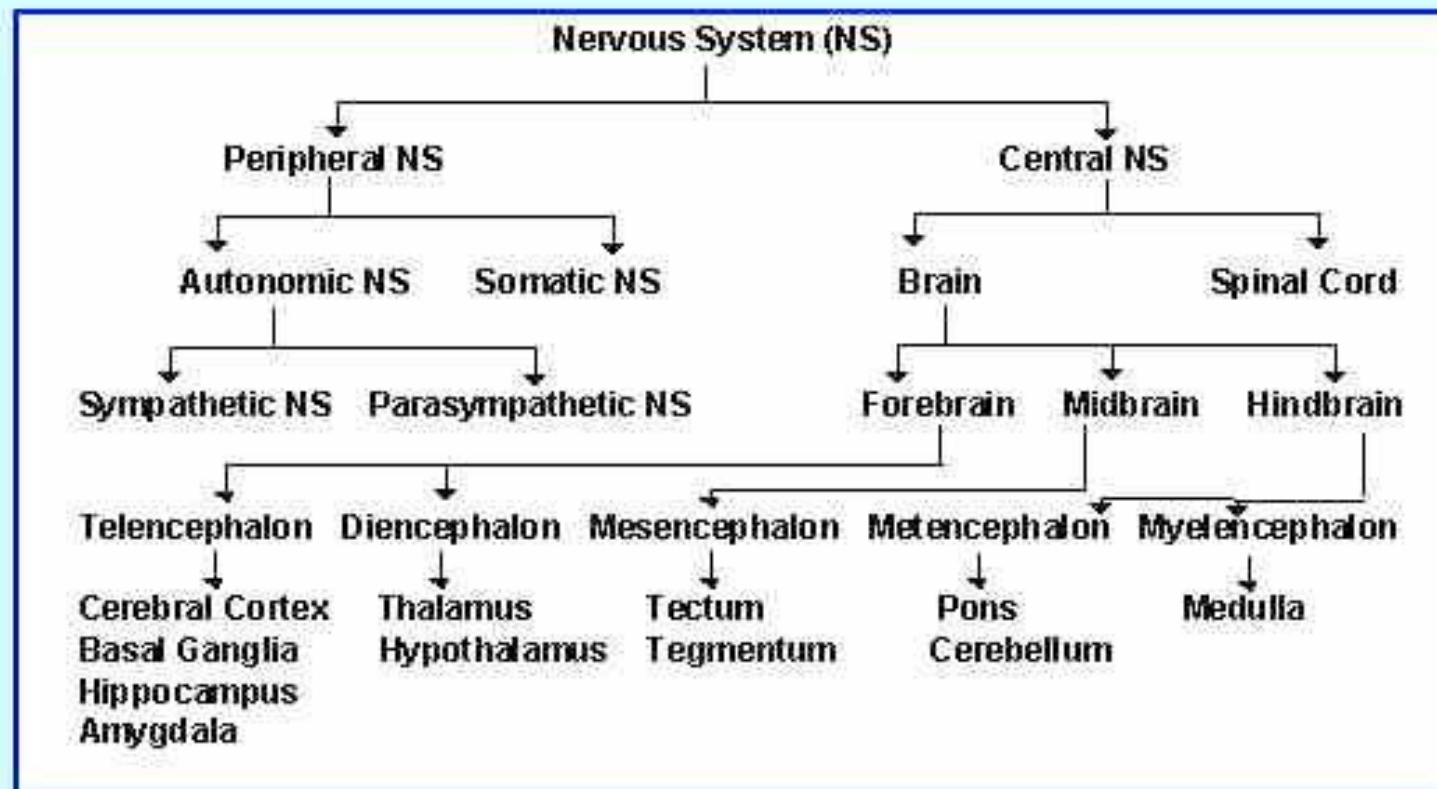 Nervous System (NS)
Peripheral NS Central NS
Autonomic NS Somatic NS Brain Spinal Cord
Sympathetic NS Parasympathetic NS Forebrain Midbrain Hindbrain
Telencephalon Diencephalon Mesencephalon Metencephalon Myelencephalon
Cerebral Cortex Thalamus Tectum Pons Medulla
Basal Ganglia Hypothalamus Tegmentum Cerebellum
Hippocampus
Amygdala